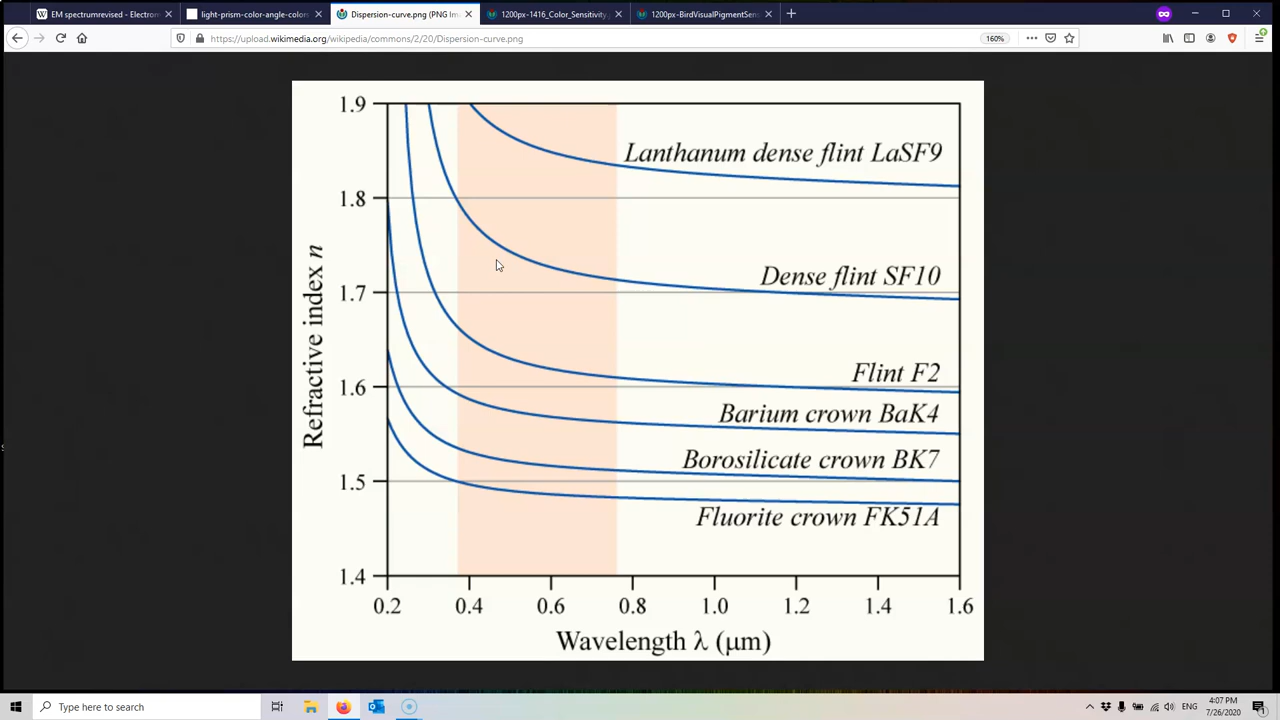 EM spectrumrevised - Electron
light-prism-color-angle-colors
Dispersion-curve.png (PNG Im
1200px-1416_Color_Sensitivity.
1200px-BirdVisualPigmentSens
https://upload.wikimedia.org/wikipedia/commons/2/20/Dispersion-curve.png
160%
1.9
Lanthanum dense flint LaSF9
1.8
Dense flint SF10
1.7
Flint F2
1.6
Barium crown BaK4
Borosilicate crown BK7
1.5
Fluorite crown FK51A
1.4
Refractive index n
0.2 0.4 0.6 0.8 1.0 1.2 1.4 1.6
Wavelength λ (μm)
Type here to search
ENG
4:07 PM
7/26/2020